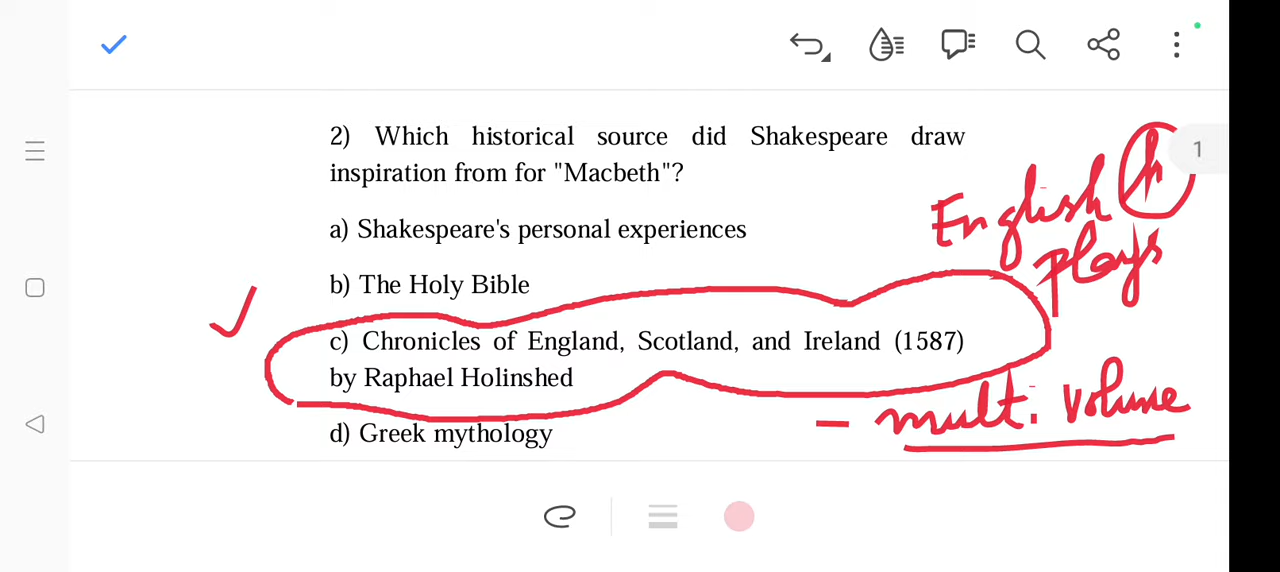 2) Which historical source did Shakespeare draw
inspiration from for "Macbeth"?
a) Shakespeare's personal experiences
b) The Holy Bible
c) Chronicles of England, Scotland, and Ireland (1587)
by Raphael Holinshed
d) Greek mythology
English h
plays
- mult: volume
1